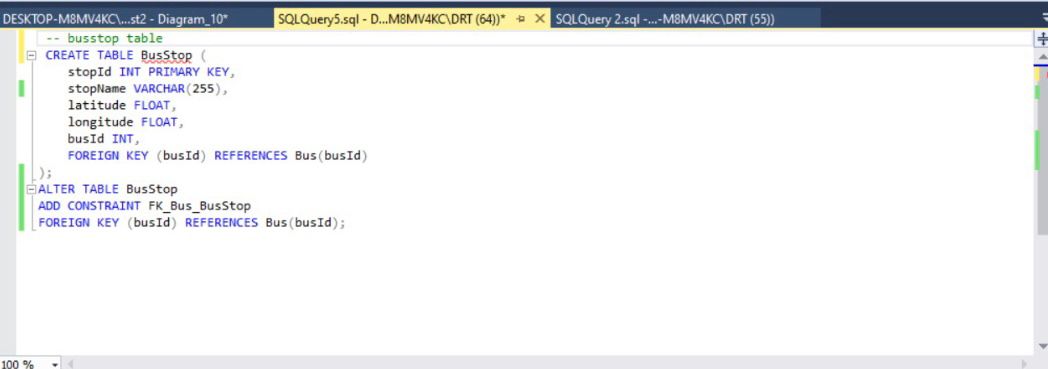 DESKTOP-M8MV4KC\...st2 - Diagram_10*
SQLQuery5.sql - D...M8MV4KC\DRT (64))*
SQLQuery 2.sql -...-M8MV4KC\DRT (55))
-- busstop table
CREATE TABLE BusStop (
stopId INT PRIMARY KEY,
stopName VARCHAR(255),
latitude FLOAT,
longitude FLOAT,
busId INT,
FOREIGN KEY (busId) REFERENCES Bus(busId)
);
ALTER TABLE BusStop
ADD CONSTRAINT FK_Bus_BusStop
FOREIGN KEY (busId) REFERENCES Bus(busId);
100 %